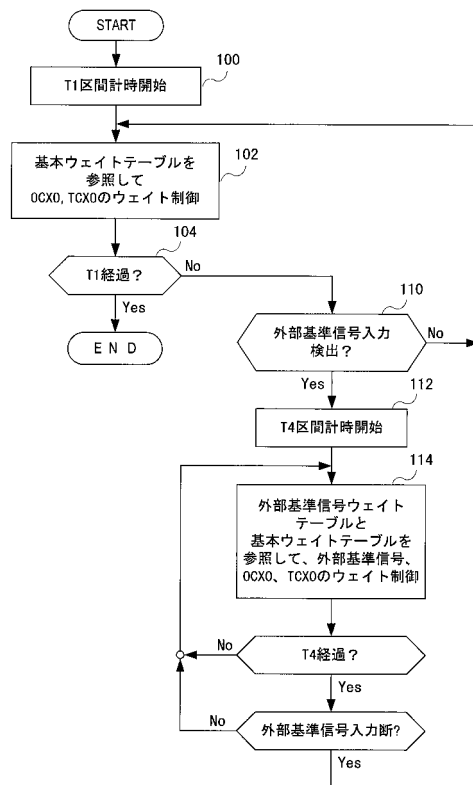 START
100
T1区間計時開始
102
基本ウェイトテーブルを
参照して
OCXO,TCXOのウェイト制御
104
T1経過？
No
Yes
E N D
110
外部基準信号入力
検出？
No
Yes
112
T4区間計時開始
114
外部基準信号ウェイト
テーブルと
基本ウェイトテーブルを
参照して、外部基準信号、
OCXO、TCXOのウェイト制御
No
T4経過？
Yes
No
外部基準信号入力断?
Yes